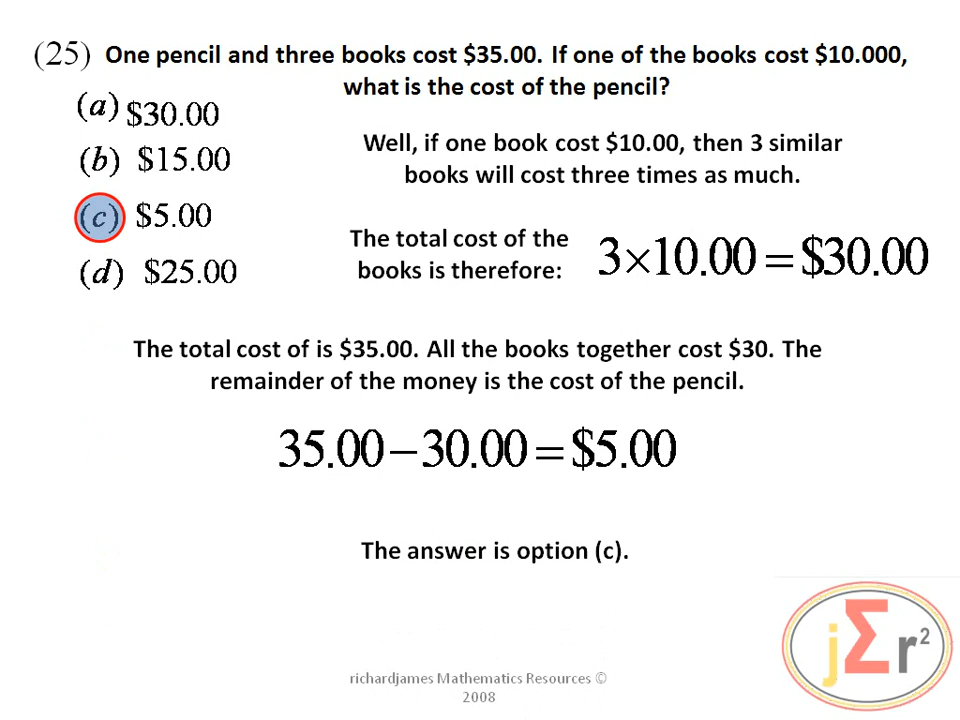 (25) One pencil and three books cost $35.00. If one of the books cost $10.000,
what is the cost of the pencil?
(a) $30.00
(b) $15.00
(c) $5.00
(d) $25.00
Well, if one book cost $10.00, then 3 similar
books will cost three times as much.
The total cost of the
books is therefore:
3×10.00=$30.00
The total cost of is $35.00. All the books together cost $30. The
remainder of the money is the cost of the pencil.
35.00−30.00=$5.00
The answer is option (c).
richardjames Mathematics Resources ©
2008
jΣr²